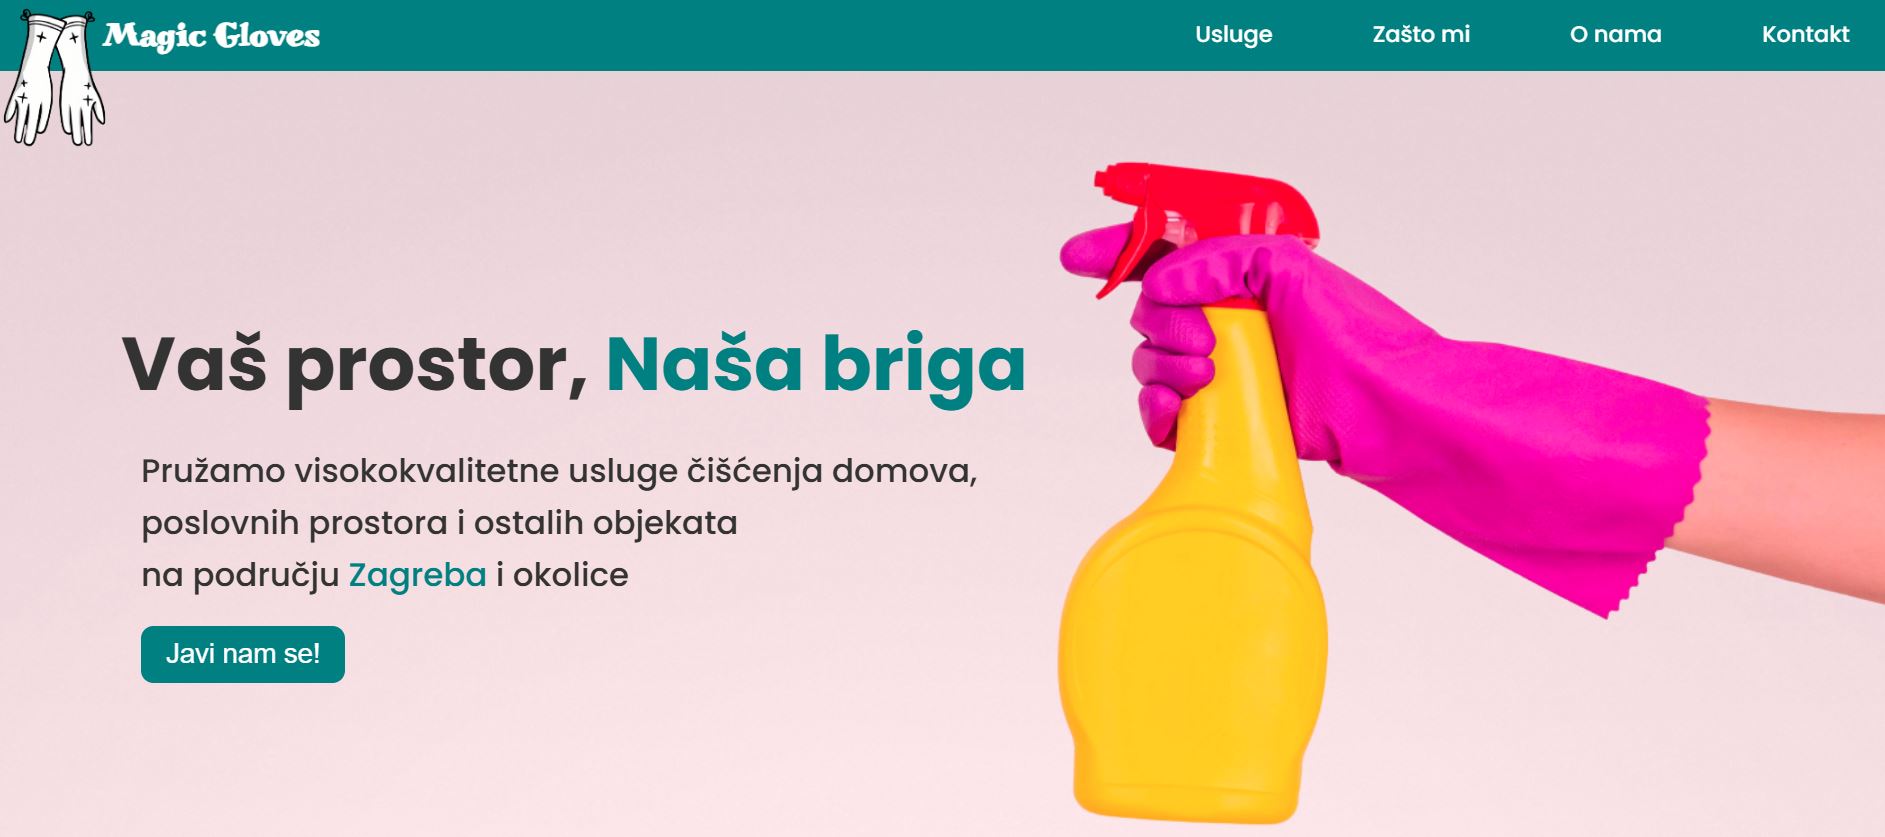 Magic Gloves
Usluge
Zašto mi
O nama
Kontakt
Vaš prostor, Naša briga
Pružamo visokokvalitetne usluge čišćenja domova,
poslovnih prostora i ostalih objekata
na području Zagreba i okolice
Javi nam se!